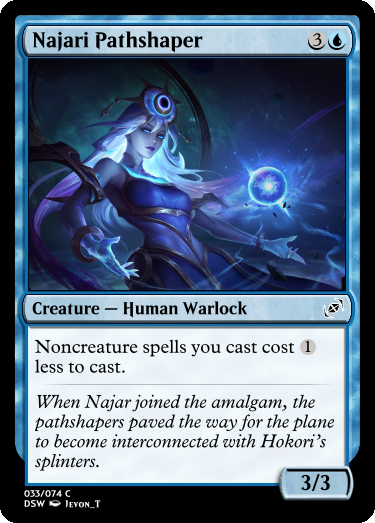 Najari Pathshaper 3
Creature — Human Warlock
Noncreature spells you cast cost 1
less to cast.
When Najar joined the amalgam, the
pathshapers paved the way for the plane
to become interconnected with Hokori's
splinters.
3/3
033/074 C
DSW Jevon_T